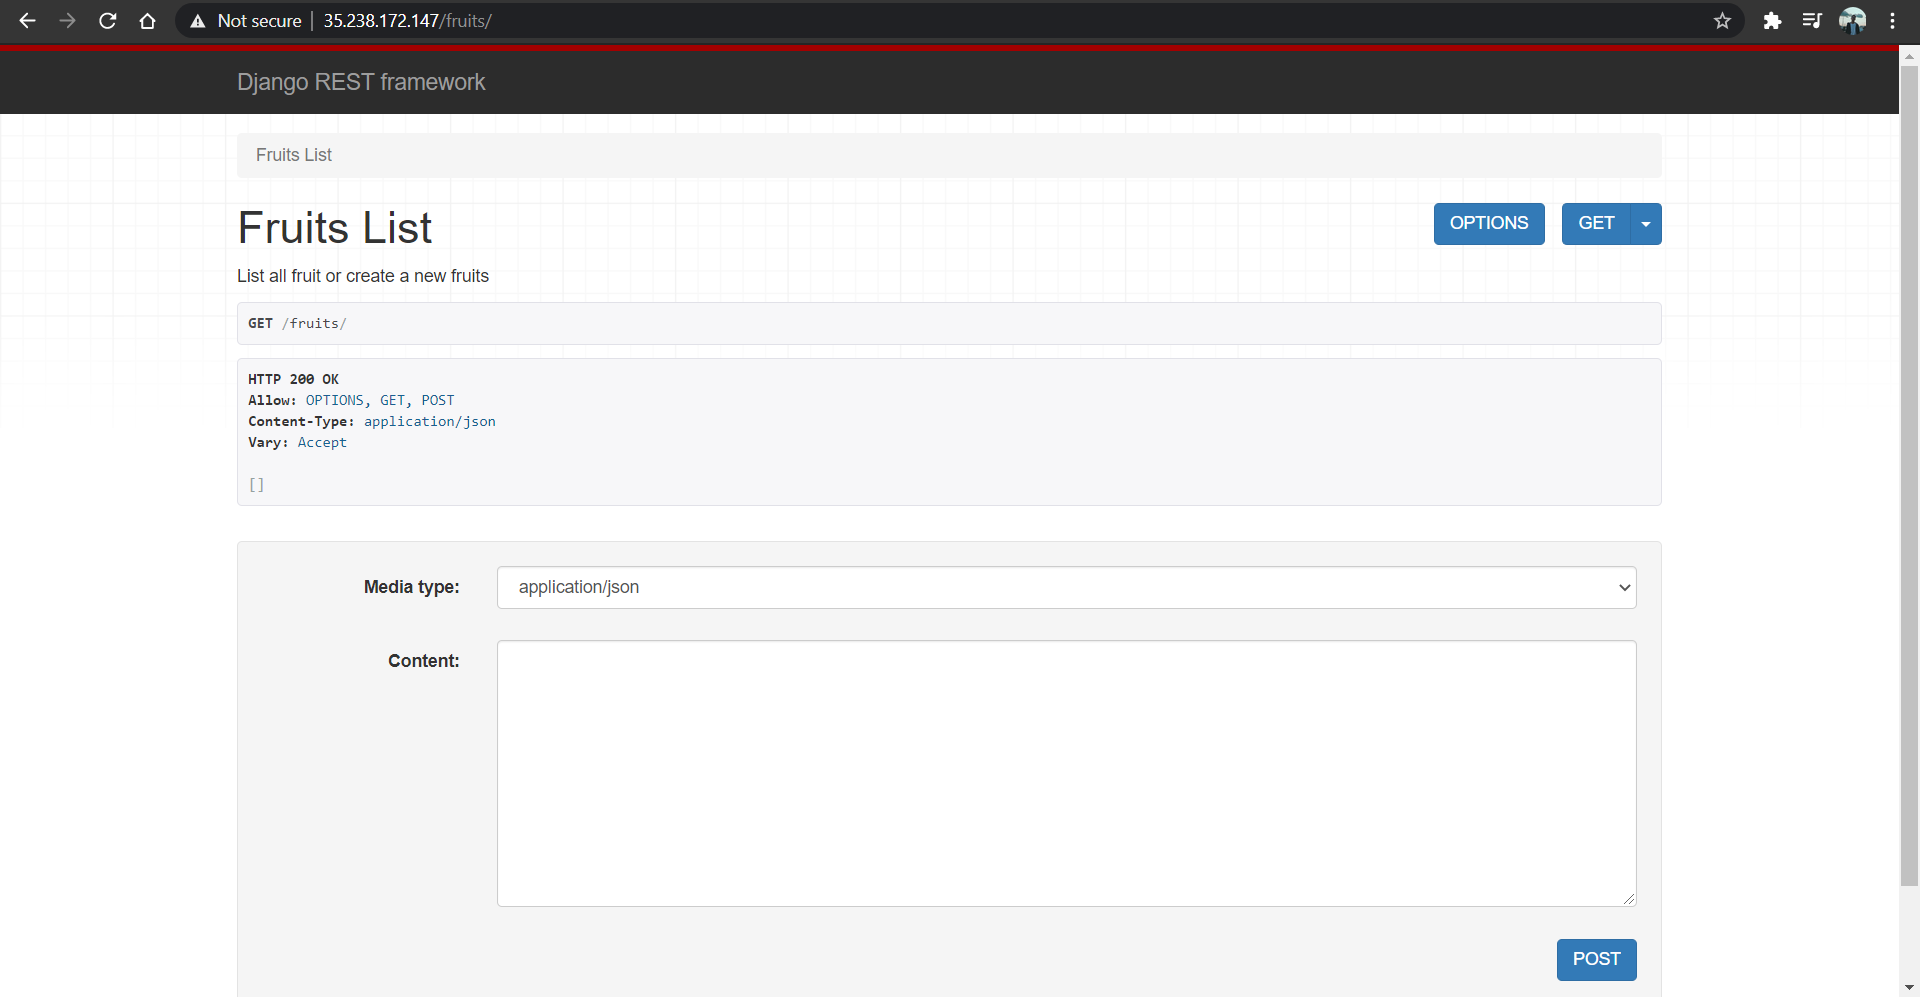 Not secure 35.238.172.147/fruits/
Django REST framework
Fruits List
Fruits List
OPTIONS GET
List all fruit or create a new fruits
GET /fruits/
HTTP 200 OK
Allow: OPTIONS, GET, POST
Content-Type: application/json
Vary: Accept
[]
Media type: application/json
Content:
POST